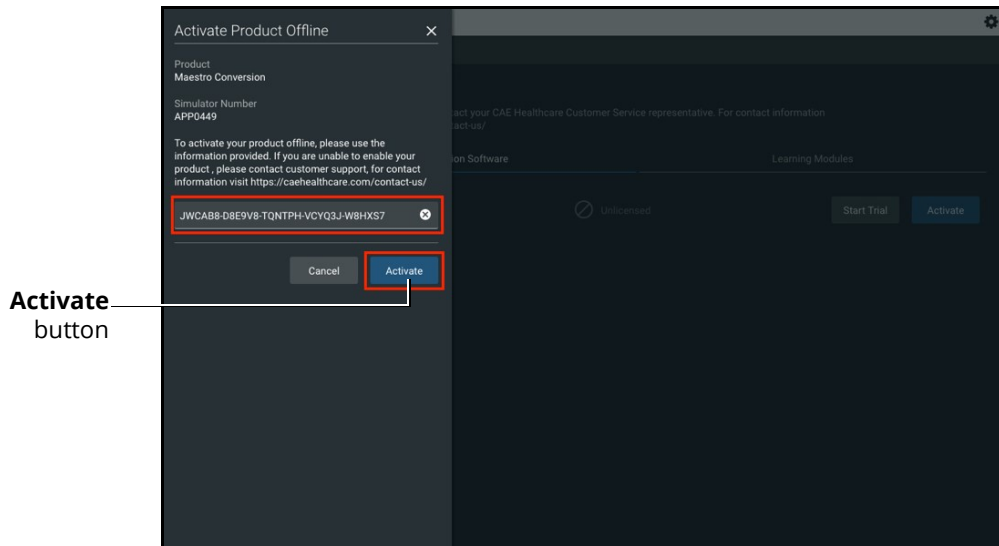 Activate Product Offline
Product
Maestro Conversion
Simulator Number
APP0449
To activate your product offline, please use the
information provided. If you are unable to enable your
product , please contact customer support, for contact
information visit https://caehealthcare.com/contact-us/
JWCAB8-D8E9V8-TQNTPH-VCYQ3J-W8HXS7
Cancel Activate
act your CAE Healthcare Customer Service representative. For contact information
tact-us/
ion Software Learning Modules
Unlicensed Start Trial Activate
Activate
button